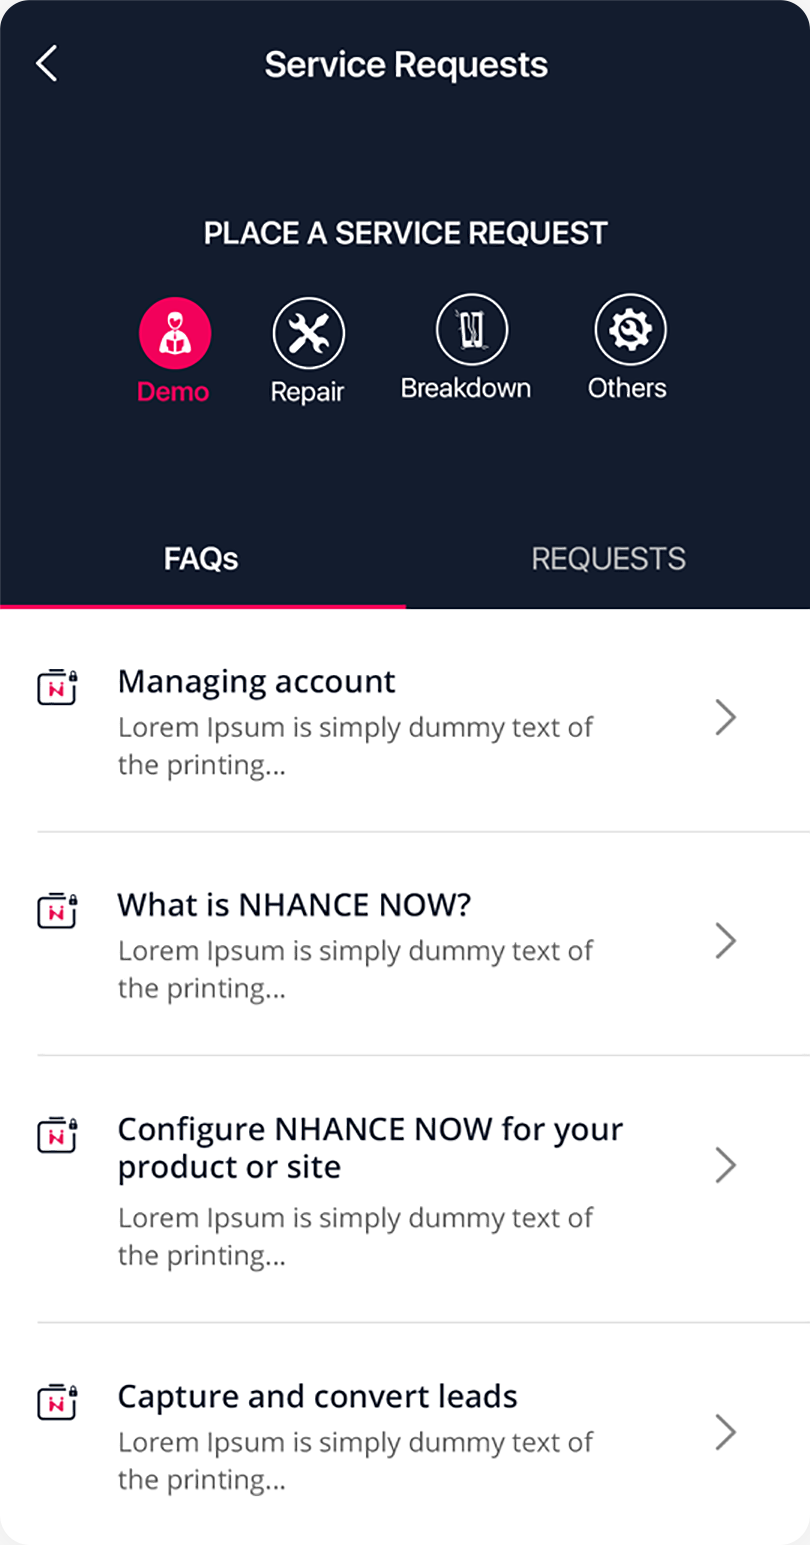 Service Requests
PLACE A SERVICE REQUEST
Demo Repair Breakdown Others
FAQs REQUESTS
Managing account
Lorem Ipsum is simply dummy text of
the printing...
What is NHANCE NOW?
Lorem Ipsum is simply dummy text of
the printing...
Configure NHANCE NOW for your
product or site
Lorem Ipsum is simply dummy text of
the printing...
Capture and convert leads
Lorem Ipsum is simply dummy text of
the printing...